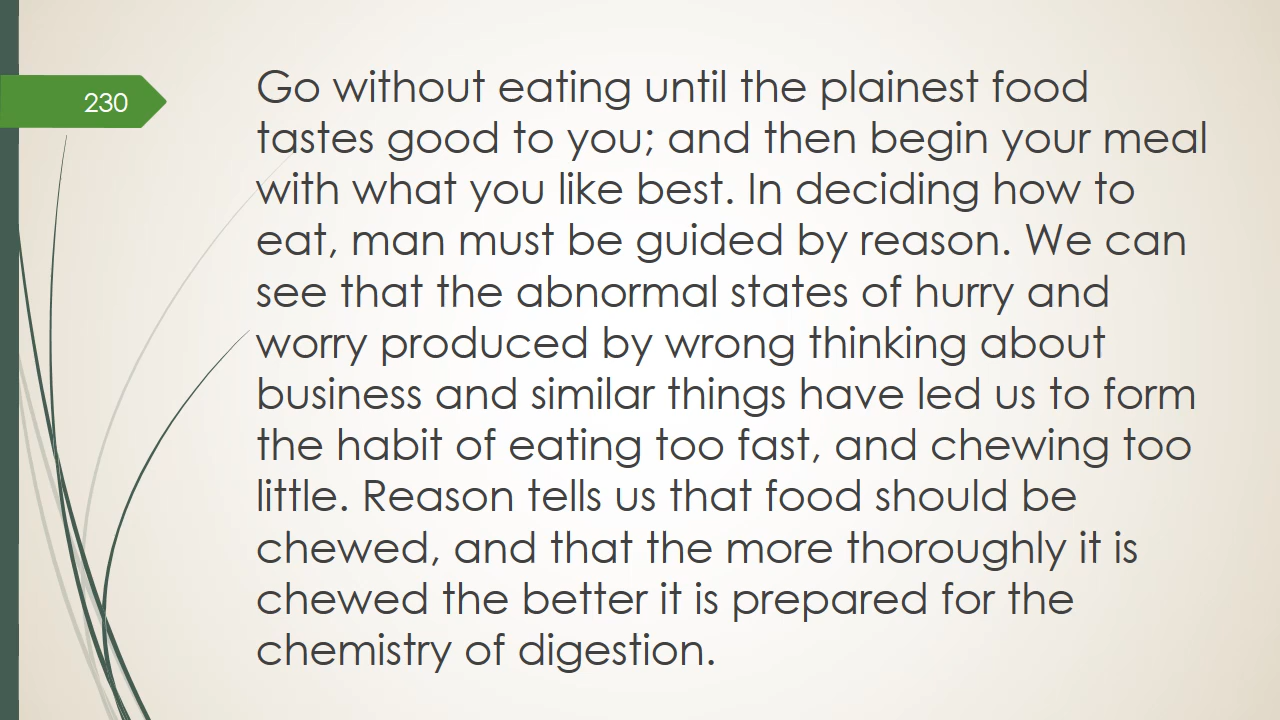 230
Go without eating until the plainest food
tastes good to you; and then begin your meal
with what you like best. In deciding how to
eat, man must be guided by reason. We can
see that the abnormal states of hurry and
worry produced by wrong thinking about
business and similar things have led us to form
the habit of eating too fast, and chewing too
little. Reason tells us that food should be
chewed, and that the more thoroughly it is
chewed the better it is prepared for the
chemistry of digestion.